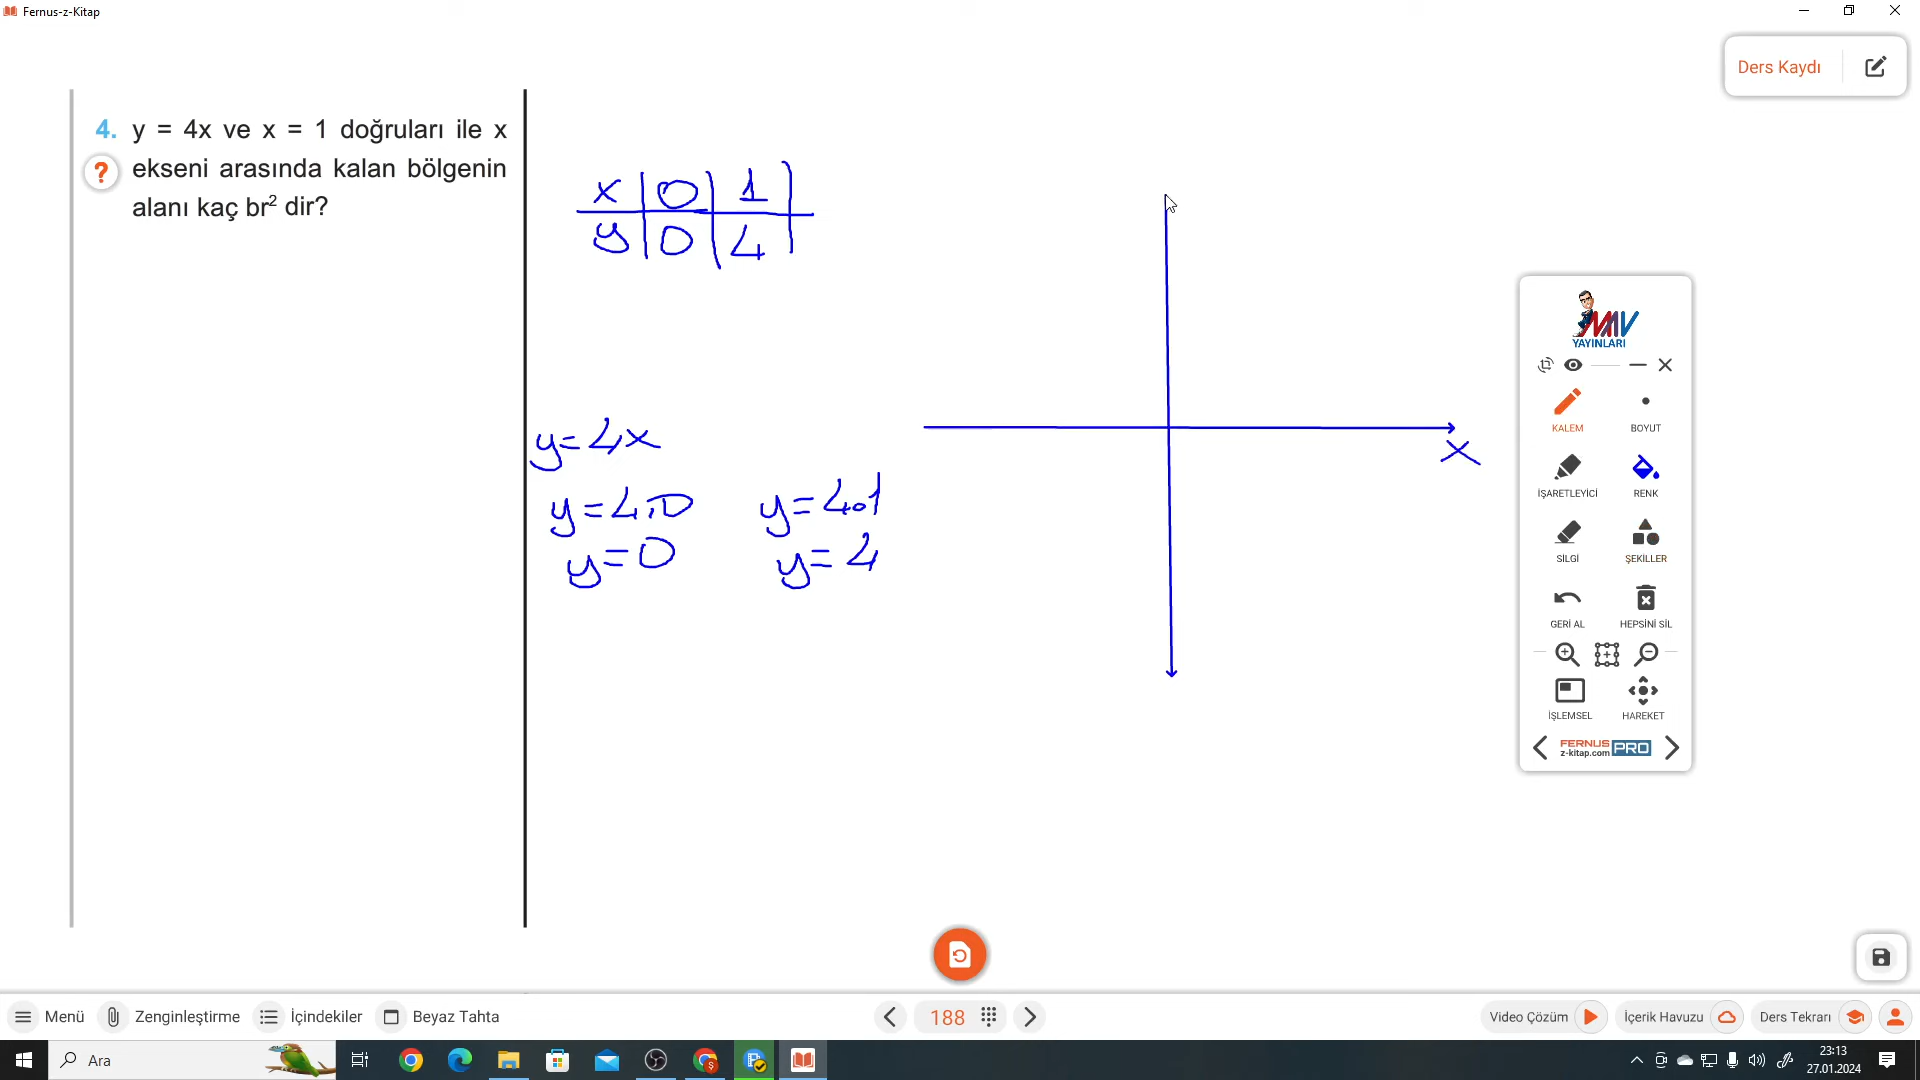 Fernus-z-Kitap
Ders Kaydı
4. y = 4x ve x = 1 doğruları ile x
? ekseni arasında kalan bölgenin
alanı kaç br² dir?
x 0 1
y 0 4
y=4x
y=4.0
y=0
y=4.1
y=4
x
MAV
YAYINLARI
KALEM
BOYUT
İŞARETLEYİCİ
RENK
SİLGİ
ŞEKİLLER
GERİ AL
HEPSİNİ SİL
İŞLEMSEL
HAREKET
FERNUS
z-kitap.com PRO
Menü
Zenginleştirme
İçindekiler
Beyaz Tahta
188
Video Çözüm
İçerik Havuzu
Ders Tekrarı
Ara
23:13
27.01.2024